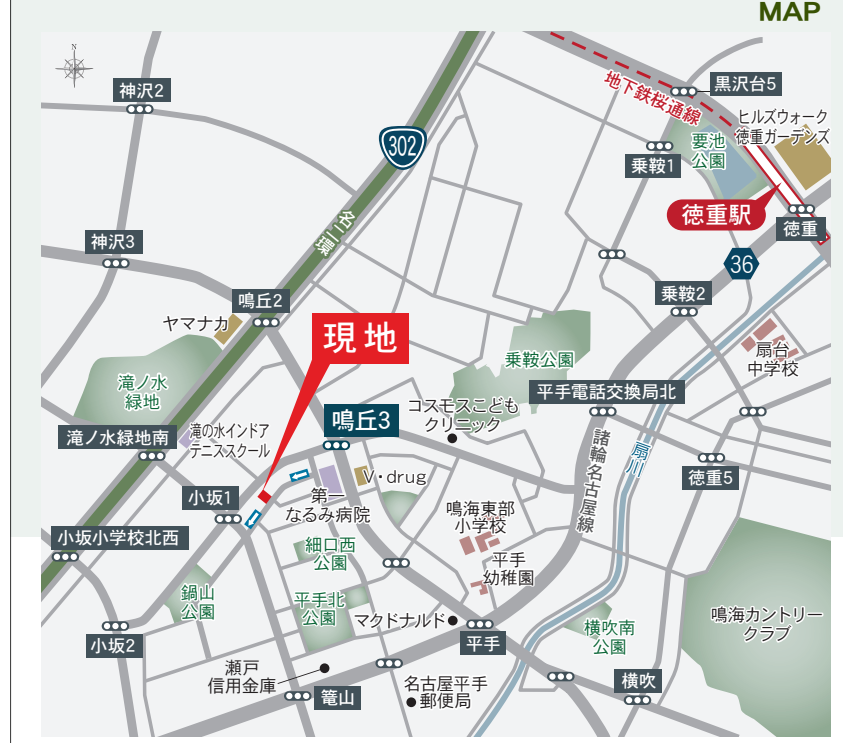 MAP
N
神沢2
302
地下鉄桜通線
黒沢台5
ヒルズウォーク
徳重ガーデンズ
要池
公園
乗鞍1
徳重駅
徳重
名二環
神沢3
36
鳴丘2
乗鞍2
ヤマナカ
現地
扇台
中学校
乗鞍公園
滝ノ水
緑地
平手電話交換局北
コスモスこども
クリニック
鳴丘3
滝ノ水緑地南
滝の水インドア
テニススクール
諸輪名古屋線
扇川
V・drug
徳重5
小坂1
第一
なるみ病院
鳴海東部
小学校
小坂小学校北西
細口西
公園
平手
幼稚園
鍋山
公園
平手北
公園
マクドナルド
鳴海カントリー
クラブ
横吹南
公園
小坂2
平手
瀬戸
信用金庫
名古屋平手
郵便局
篭山
横吹